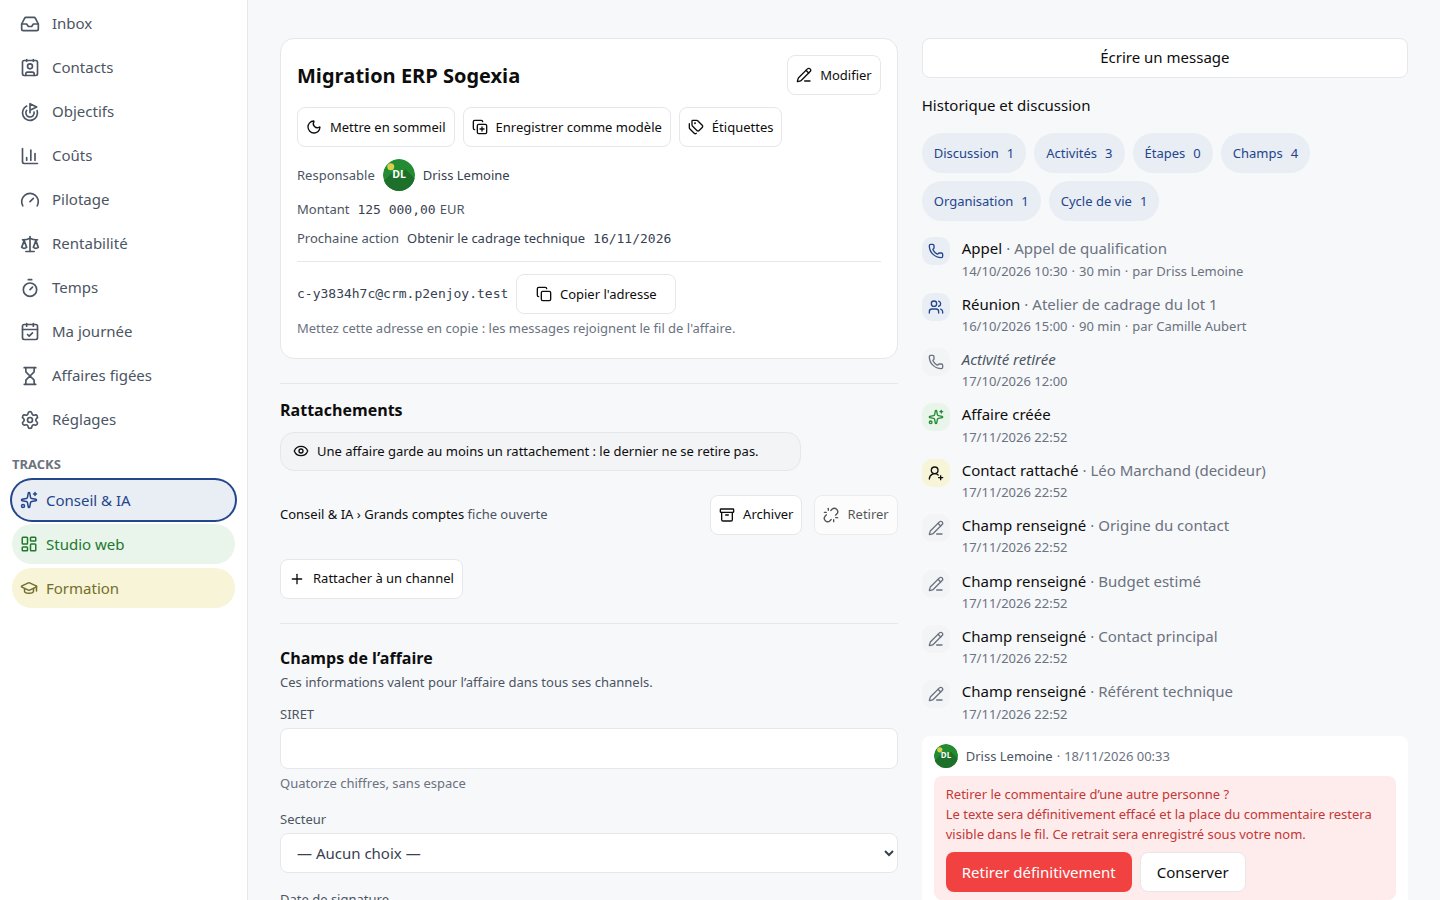 Inbox
Contacts
Objectifs
Coûts
Pilotage
Rentabilité
Temps
Ma journée
Affaires figées
Réglages
TRACKS
Conseil & IA
Studio web
Formation
Migration ERP Sogexia
Modifier
Mettre en sommeil
Enregistrer comme modèle
Étiquettes
Responsable DL Driss Lemoine
Montant 125 000,00 EUR
Prochaine action Obtenir le cadrage technique 16/11/2026
c-y3834h7c@crm.p2enjoy.test
Copier l'adresse
Mettez cette adresse en copie : les messages rejoignent le fil de l'affaire.
Rattachements
Une affaire garde au moins un rattachement : le dernier ne se retire pas.
Conseil & IA › Grands comptes fiche ouverte
Archiver
Retirer
Rattacher à un channel
Champs de l’affaire
Ces informations valent pour l’affaire dans tous ses channels.
SIRET
Quatorze chiffres, sans espace
Secteur
— Aucun choix —
Date de signature
Écrire un message
Historique et discussion
Discussion 1
Activités 3
Étapes 0
Champs 4
Organisation 1
Cycle de vie 1
Appel · Appel de qualification
14/10/2026 10:30 · 30 min · par Driss Lemoine
Réunion · Atelier de cadrage du lot 1
16/10/2026 15:00 · 90 min · par Camille Aubert
Activité retirée
17/10/2026 12:00
Affaire créée
17/11/2026 22:52
Contact rattaché · Léo Marchand (decideur)
17/11/2026 22:52
Champ renseigné · Origine du contact
17/11/2026 22:52
Champ renseigné · Budget estimé
17/11/2026 22:52
Champ renseigné · Contact principal
17/11/2026 22:52
Champ renseigné · Référent technique
17/11/2026 22:52
DL Driss Lemoine · 18/11/2026 00:33
Retirer le commentaire d’une autre personne ?
Le texte sera définitivement effacé et la place du commentaire restera
visible dans le fil. Ce retrait sera enregistré sous votre nom.
Retirer définitivement
Conserver